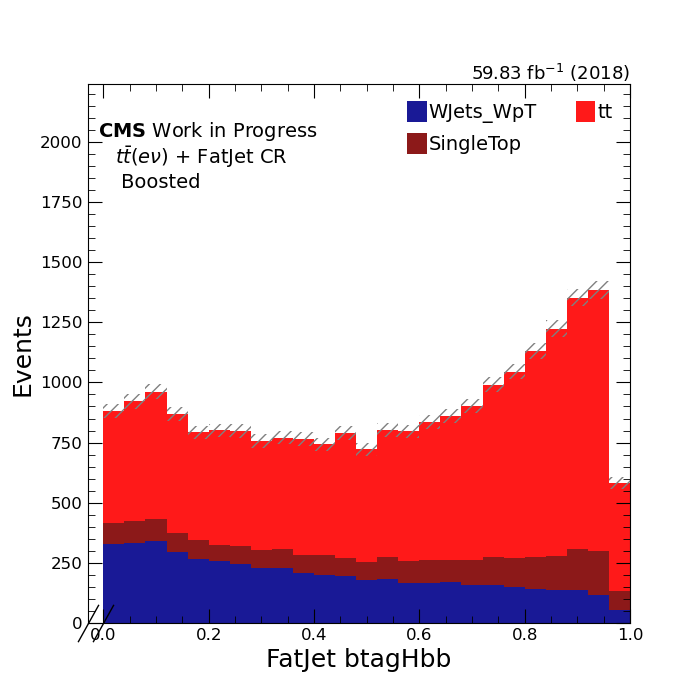 59.83 fb⁻¹ (2018)
WJets_WpT
tt
SingleTop
CMS Work in Progress
tt̄(eν) + FatJet CR
Boosted
2000
1750
1500
1250
1000
750
500
250
0
Events
0.0 0.2 0.4 0.6 0.8 1.0
FatJet btagHbb